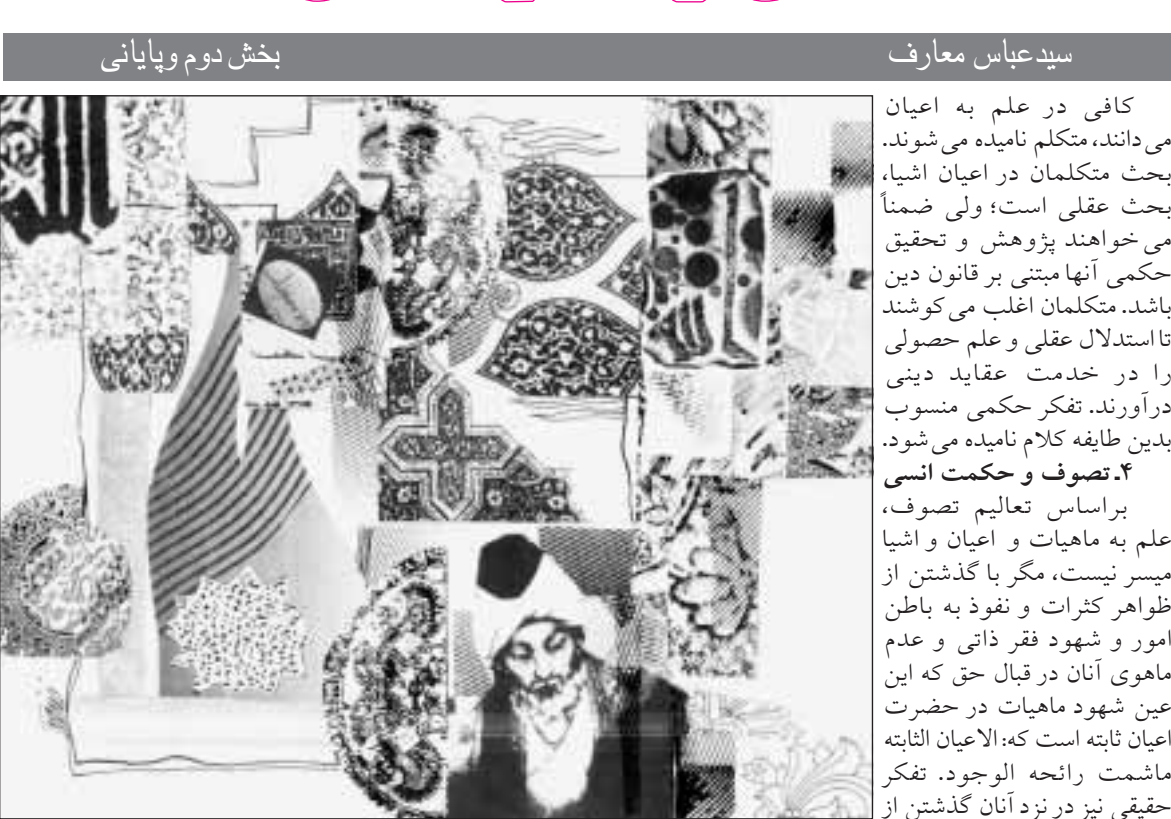 سیدعباس معارف
بخش دوم وپایانی
کافی در علم به اعیان
می‌دانند، متکلم نامیده می‌شوند.
بحث متکلمان در اعیان اشیا،
بحث عقلی است؛ ولی ضمناً
می‌خواهند پژوهش و تحقیق
حکمی آنها مبتنی بر قانون دین
باشد. متکلمان اغلب می‌کوشند
تا استدلال عقلی و علم حصولی
را در خدمت عقاید دینی
درآورند. تفکر حکمی منسوب
بدین طایفه کلام نامیده می‌شود.
۴ـ تصوف و حکمت انسی
براساس تعالیم تصوف،
علم به ماهیات و اعیان و اشیا
میسر نیست، مگر با گذشتن از
ظواهر کثرات و نفوذ به باطن
امور و شهود فقر ذاتی و عدم
ماهوی آنان در قبال حق که این
عین شهود ماهیات در حضرت
اعیان ثابته است که: الاعیان الثابته
ماشمت رائحه الوجود. تفکر
حقیقی نیز در نزد آنان گذشتن از